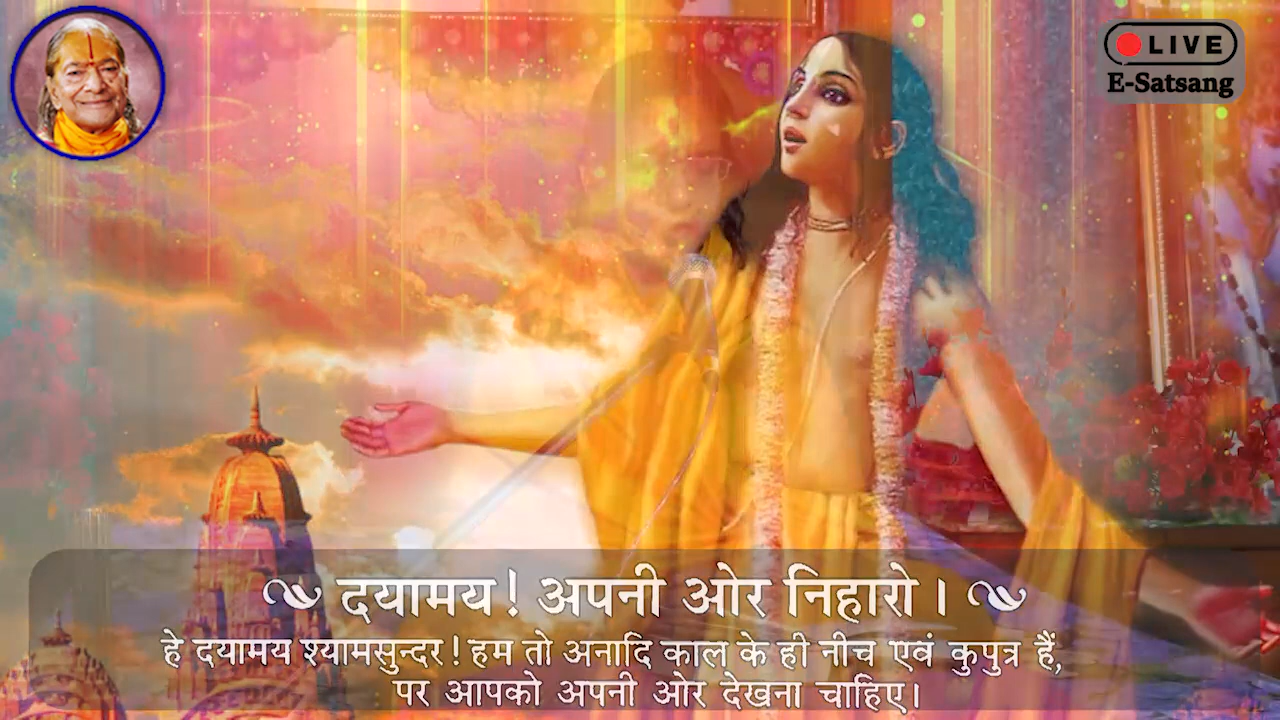 LIVE
E-Satsang
दयामय! अपनी ओर निहारो।
हे दयामय श्यामसुन्दर! हम तो अनादि काल के ही नीच एवं कुपुत्र हैं,
पर आपको अपनी ओर देखना चाहिए।